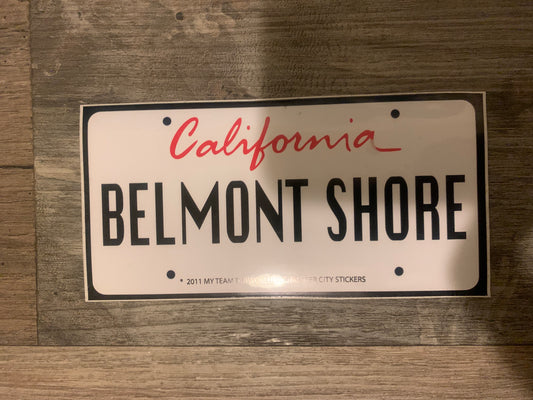 California
BELMONT SHORE
* 2011 MY TEAM CITY STICKERS